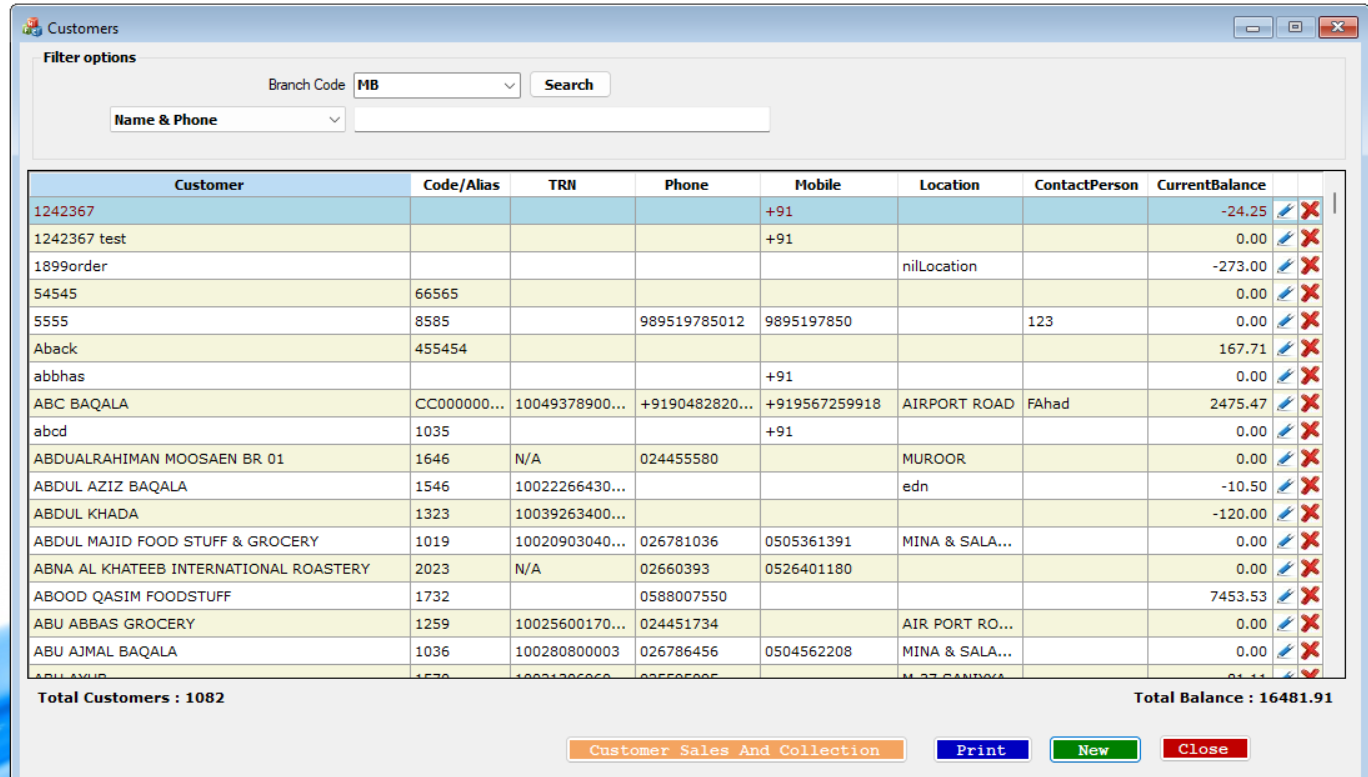 Customers
Filter options
Branch Code MB Search
Name & Phone
Customer Code/Alias TRN Phone Mobile Location ContactPerson CurrentBalance
1242367 +91 -24.25
1242367 test +91 0.00
1899order nilLocation -273.00
54545 66565 0.00
5555 8585 989519785012 9895197850 123 0.00
Aback 455454 167.71
abbhas +91 0.00
ABC BAQALA CC000000... 10049378900... +9190482820... +919567259918 AIRPORT ROAD FAhad 2475.47
abcd 1035 +91 0.00
ABDUALRAHIMAN MOOSAEN BR 01 1646 N/A 024455580 MUROOR 0.00
ABDUL AZIZ BAQALA 1546 10022266430... edn -10.50
ABDUL KHADA 1323 10039263400... -120.00
ABDUL MAJID FOOD STUFF & GROCERY 1019 10020903040... 026781036 0505361391 MINA & SALA... 0.00
ABNA AL KHATEEB INTERNATIONAL ROASTERY 2023 N/A 02660393 0526401180 0.00
ABOOD QASIM FOODSTUFF 1732 0588007550 7453.53
ABU ABBAS GROCERY 1259 10025600170... 024451734 AIR PORT RO... 0.00
ABU AJMAL BAQALA 1036 100280800003 026786456 0504562208 MINA & SALA... 0.00
Total Customers : 1082 Total Balance : 16481.91
Customer Sales And Collection Print New Close